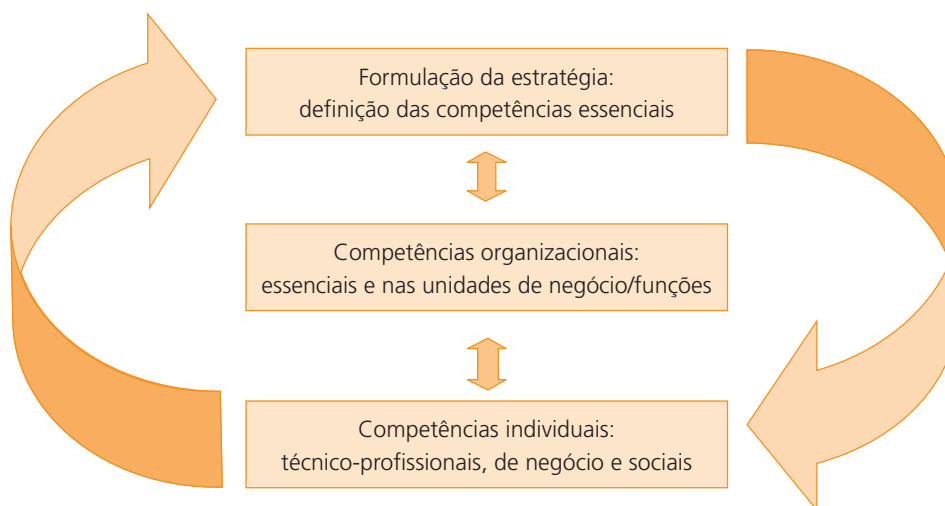 Formulação da estratégia:
definição das competências essenciais
Competências organizacionais:
essenciais e nas unidades de negócio/funções
Competências individuais:
técnico-profissionais, de negócio e sociais